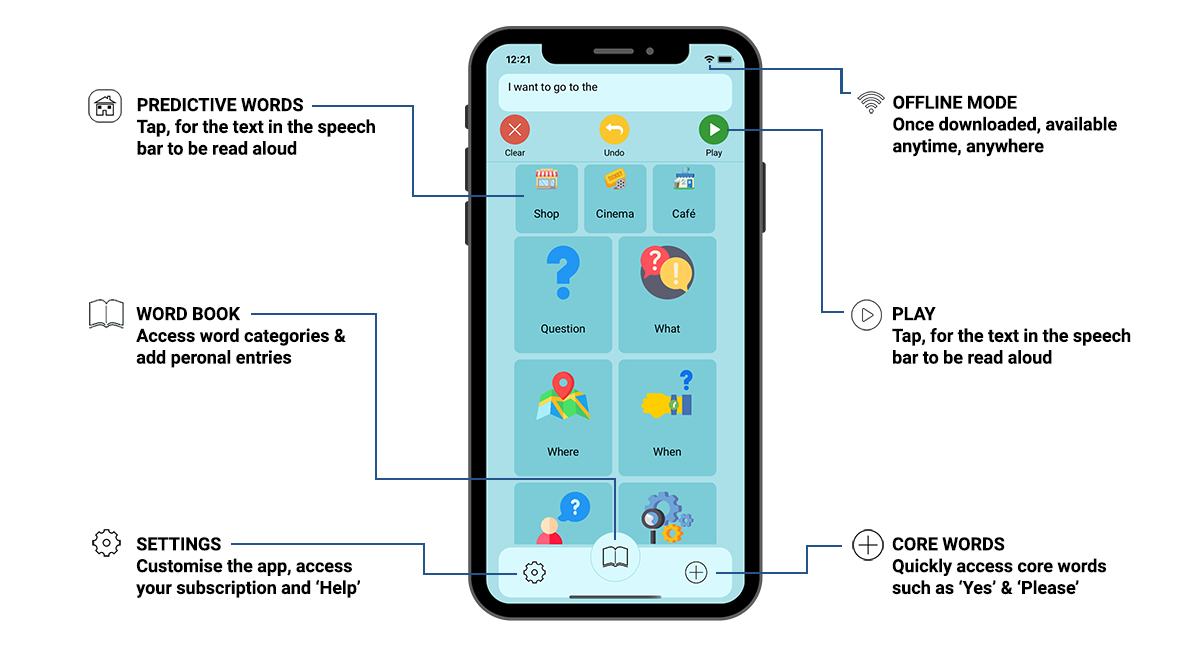 12:21
I want to go to the
Clear
Undo
Play
Shop
Cinema
TICKET
Café
Question
What
Where
When
PREDICTIVE WORDS
Tap, for the text in the speech
bar to be read aloud
WORD BOOK
Access word categories &
add peronal entries
SETTINGS
Customise the app, access
your subscription and ‘Help’
OFFLINE MODE
Once downloaded, available
anytime, anywhere
PLAY
Tap, for the text in the speech
bar to be read aloud
CORE WORDS
Quickly access core words
such as ‘Yes’ & ‘Please’